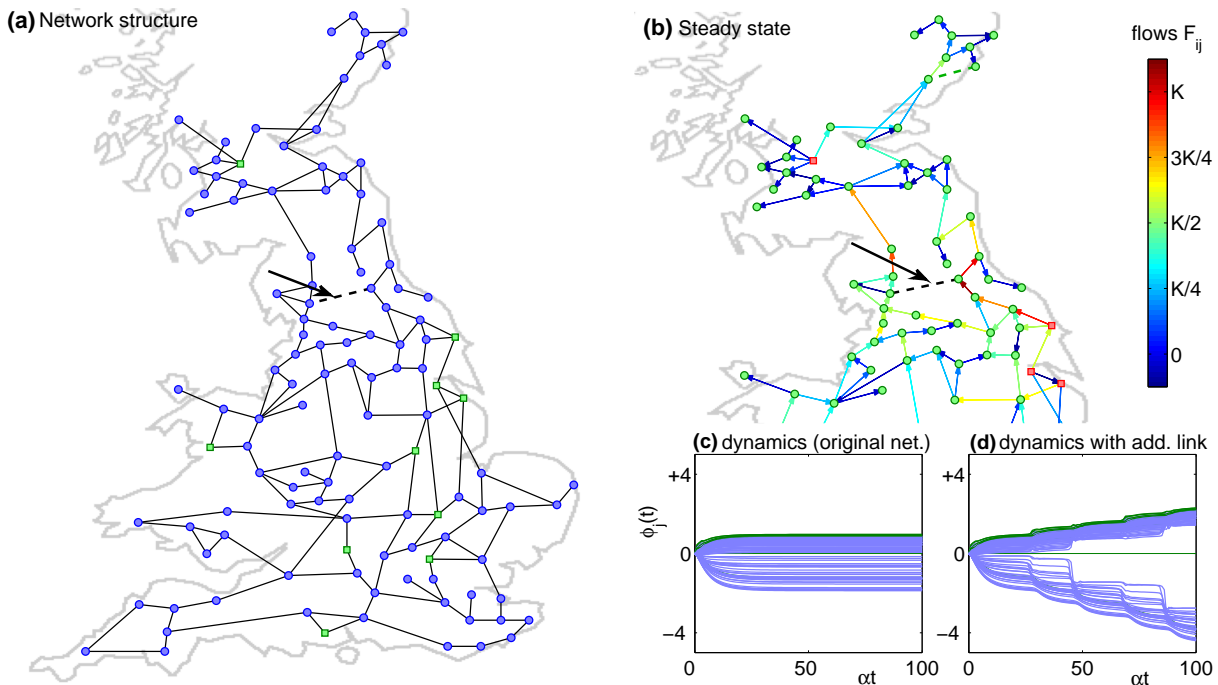 (a) Network structure
(b) Steady state
flows F_ij
K
3K/4
K/2
K/4
0
(c) dynamics (original net.)
(d) dynamics with add. link
ϕ_j(t)
+4
0
−4
0
50
100
αt
+4
0
−4
0
50
100
αt